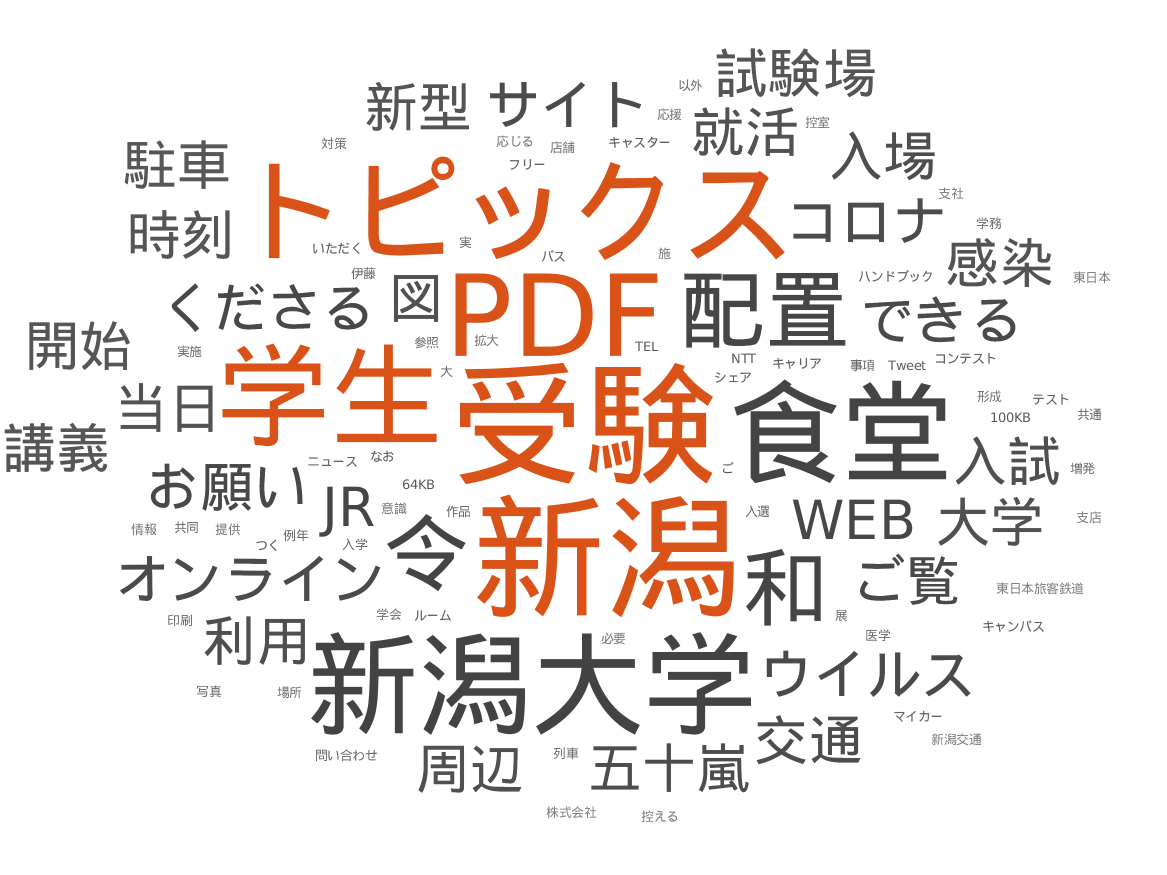 試験場
新型 サイト 以外
応援 就活 控室
対策 応じる 店舗 キャスター 入場
駐車 フリー
トピックス 支社
時刻 コロナ 学務
いただく 実 バス 施 感染
伊藤 ハンドブック 東日本
くださる 図 PDF 配置 できる
開始 実施 参照 拡大 TEL
NTT キャリア 事項 Tweet コンテスト
大 シェア
当日 学生 受験 食堂 形成 テスト
100KB 共通
講義 ニュース なお ご 入試 増発
お願い 64KB
JR 意識 作品 入選 WEB 大学 支店
情報 共同 提供 例年
つく 入学 令 新潟
オンライン 和 ご覧 東日本旅客鉄道
印刷 学会 ルーム 展 キャンパス
利用 必要 医学
新潟大学 ウイルス
写真 場所 マイカー
問い合わせ 列車 交通 新潟交通
周辺 五十嵐
株式会社 控える